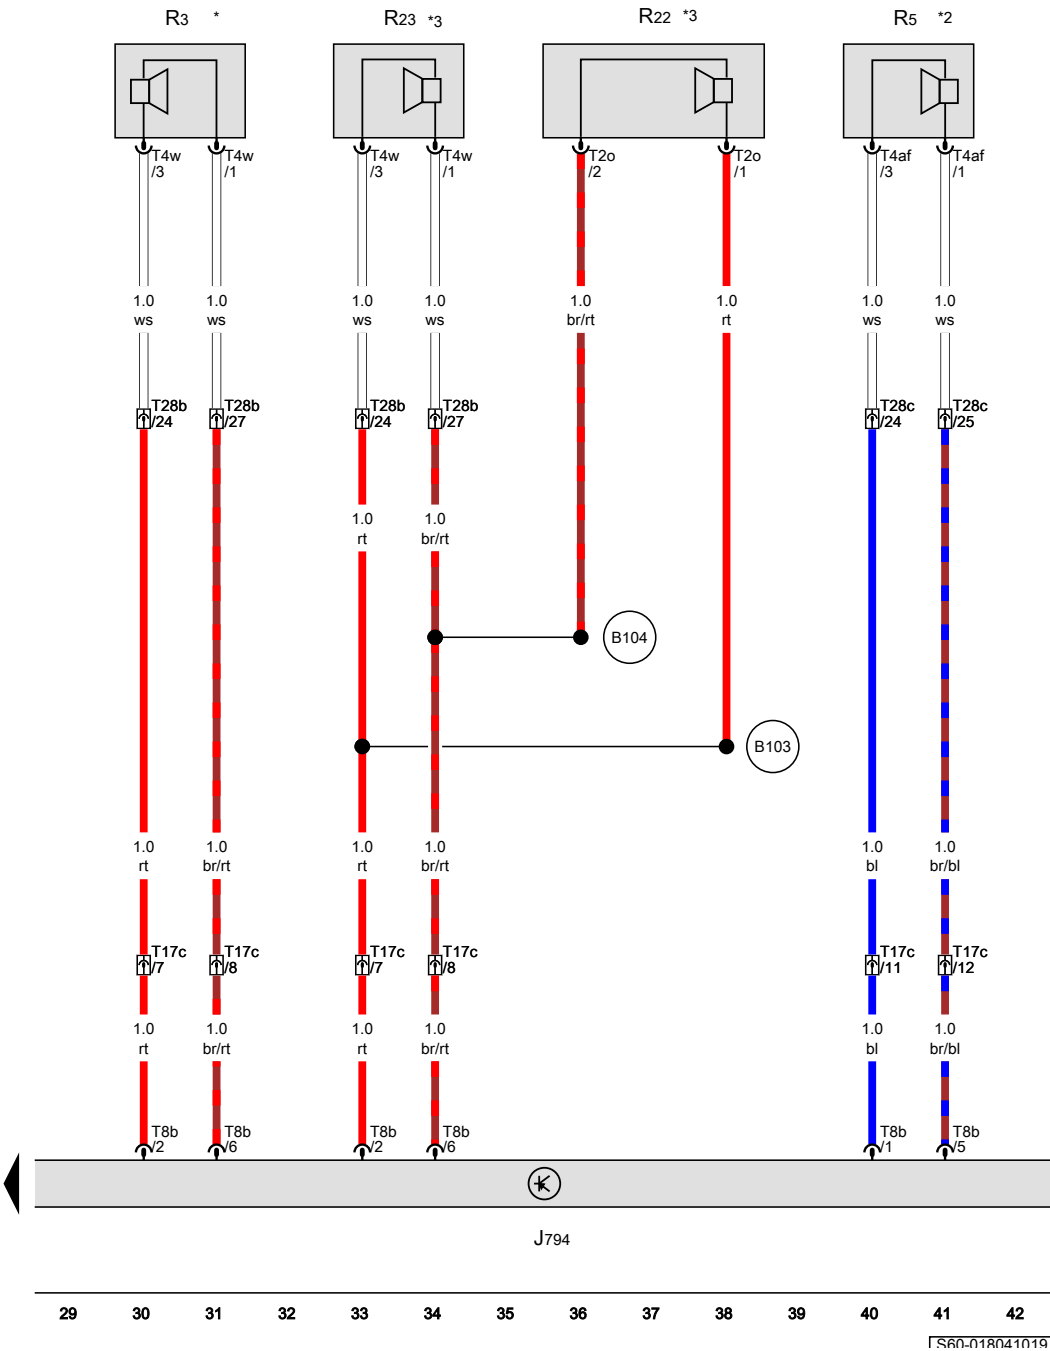 R3 *
R23 *3
R22 *3
R5 *2
T4w
/3
T4w
/1
T4w
/3
T4w
/1
T2o
/2
T2o
/1
T4af
/3
T4af
/1
1.0
ws
1.0
ws
1.0
ws
1.0
ws
1.0
br/rt
1.0
rt
1.0
ws
1.0
ws
T28b
/24
T28b
/27
T28b
/24
T28b
/27
T28c
/24
T28c
/25
1.0
rt
1.0
br/rt
B104
B103
1.0
rt
1.0
br/rt
1.0
rt
1.0
br/rt
1.0
bl
1.0
br/bl
T17c
/7
T17c
/8
T17c
/7
T17c
/8
T17c
/11
T17c
/12
1.0
rt
1.0
br/rt
1.0
rt
1.0
br/rt
1.0
bl
1.0
br/bl
T8b
/2
T8b
/6
T8b
/2
T8b
/6
T8b
/1
T8b
/5
J794
29 30 31 32 33 34 35 36 37 38 39 40 41 42
S60-018041019